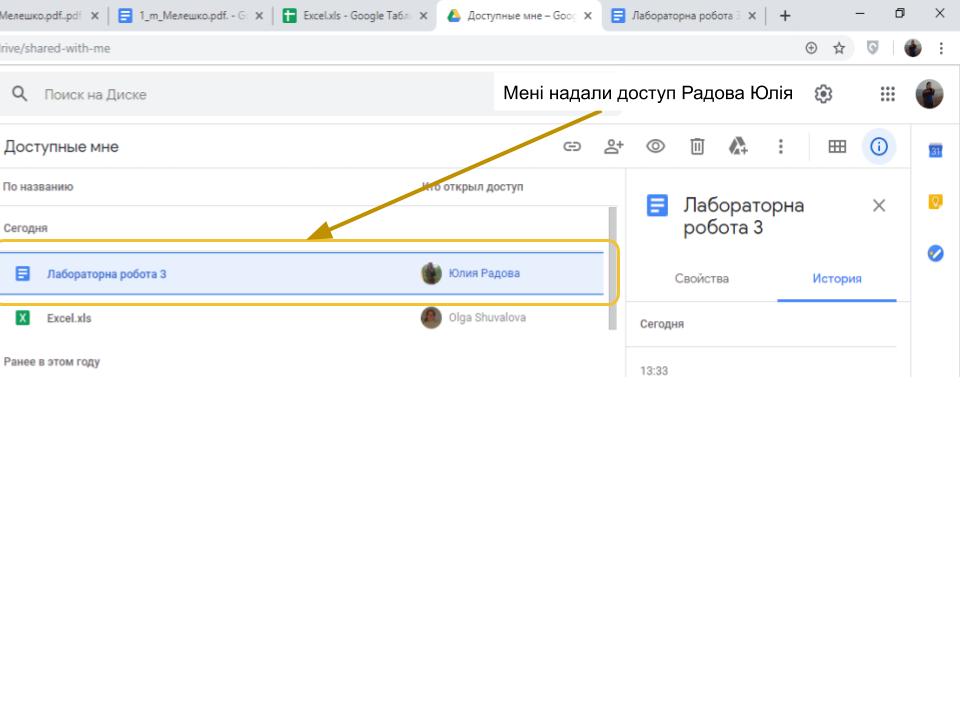 Мелешко.pdf..pdf
1_m_Мелешко.pdf. - G
Excel.xls - Google Табл
Доступные мне – Goog
Лабораторна робота 3
drive/shared-with-me
Поиск на Диске
Мені надали доступ Радова Юлія
Доступные мне
31
По названию
Кто открыл доступ
Лабораторна
робота 3
Сегодня
Лабораторна робота 3
Юлия Радова
Свойства
История
X
Excel.xls
Olga Shuvalova
Сегодня
Ранее в этом году
13:33